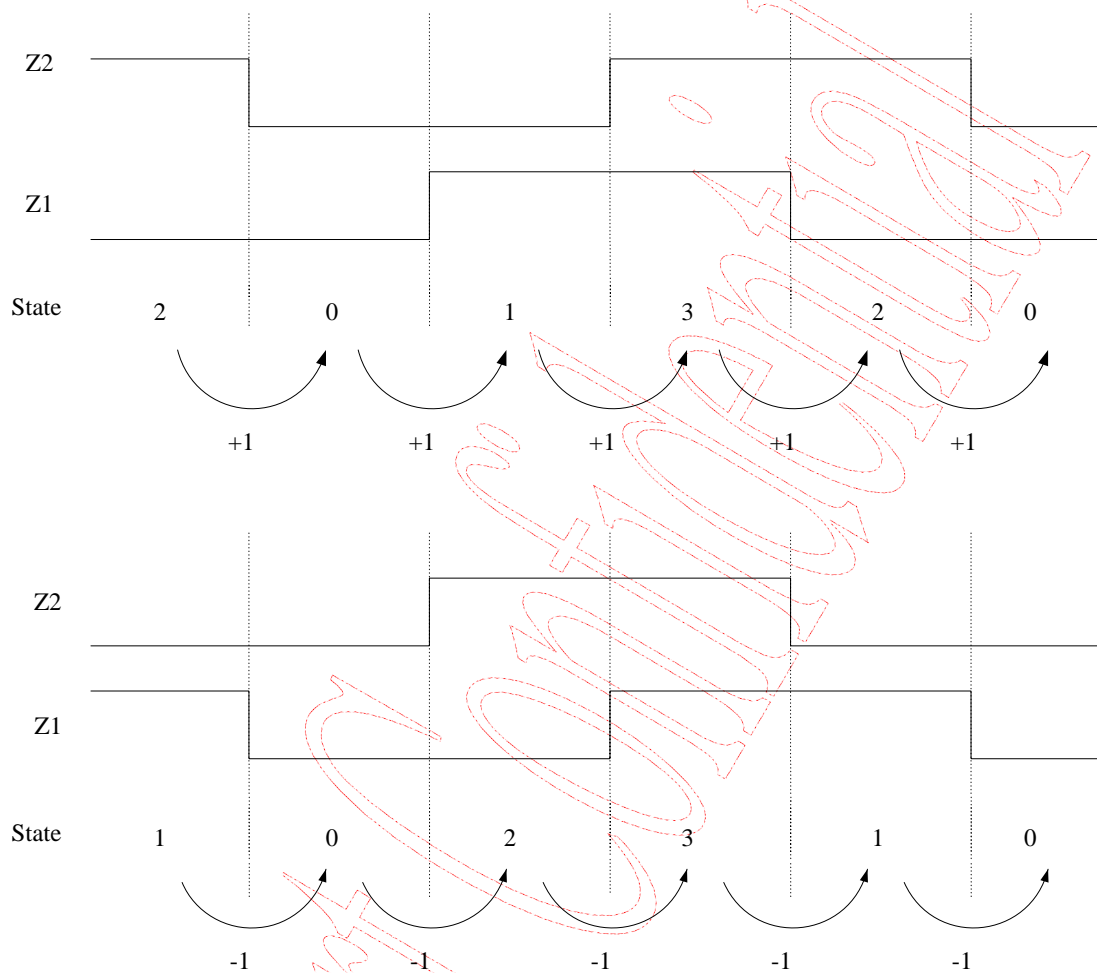 Z2
Z1
State 2 0 1 3 2 0
+1 +1 +1 +1 +1
Z2
Z1
State 1 0 2 3 1 0
-1 -1 -1 -1 -1
Confidential